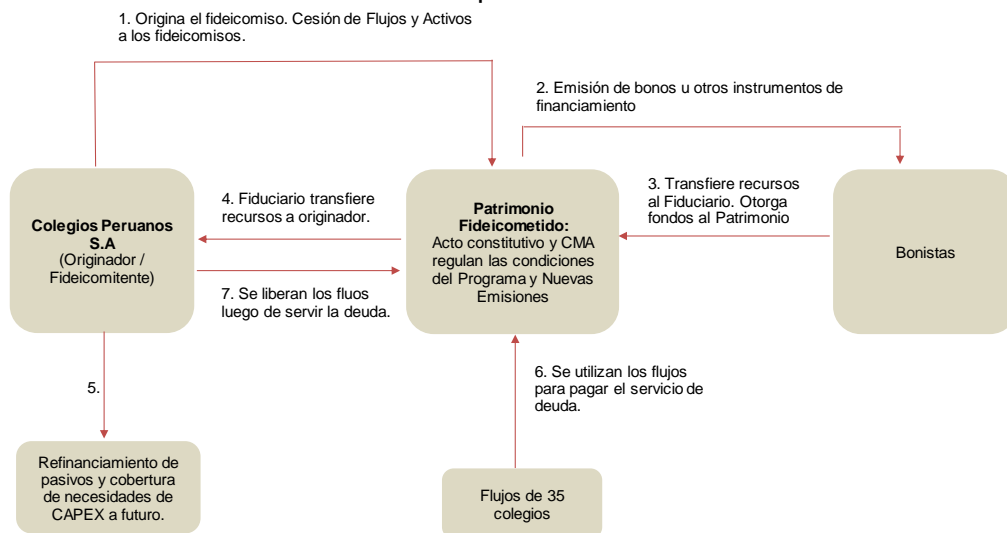 1. Origina el fideicomiso. Cesión de Flujos y Activos
a los fideicomisos.
2. Emisión de bonos u otros instrumentos de
financiamiento
Colegios Peruanos
S.A
(Originador /
Fideicomitente)
4. Fiduciario transfiere
recursos a originador.
7. Se liberan los fluos
luego de servir la deuda.
Patrimonio
Fideicometido:
Acto constitutivo y CMA
regulan las condiciones
del Programa y Nuevas
Emisiones
3. Transfiere recursos
al Fiduciario. Otorga
fondos al Patrimonio
Bonistas
5.
6. Se utilizan los flujos
para pagar el servicio de
deuda.
Refinanciamiento de
pasivos y cobertura
de necesidades de
CAPEX a futuro.
Flujos de 35
colegios